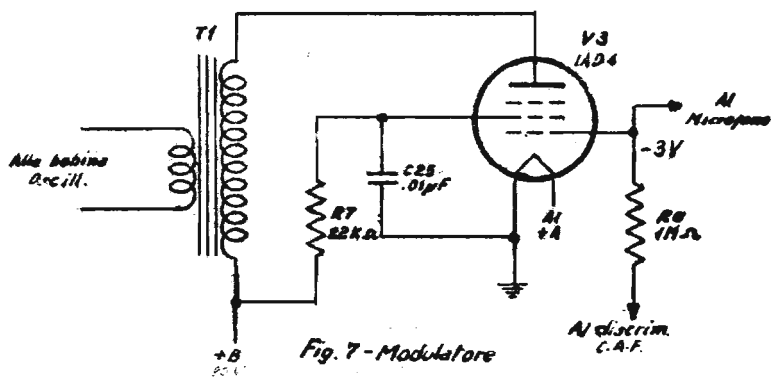 T1
V3
1AD4
Al
Microfono
-3V
Alla bobina
Oscill.
C25
.01µF
R7
22KΩ
Al
+A
R8
1MΩ
Al discrim.
C.A.F.
+B
Fig. 7 - Modulatore